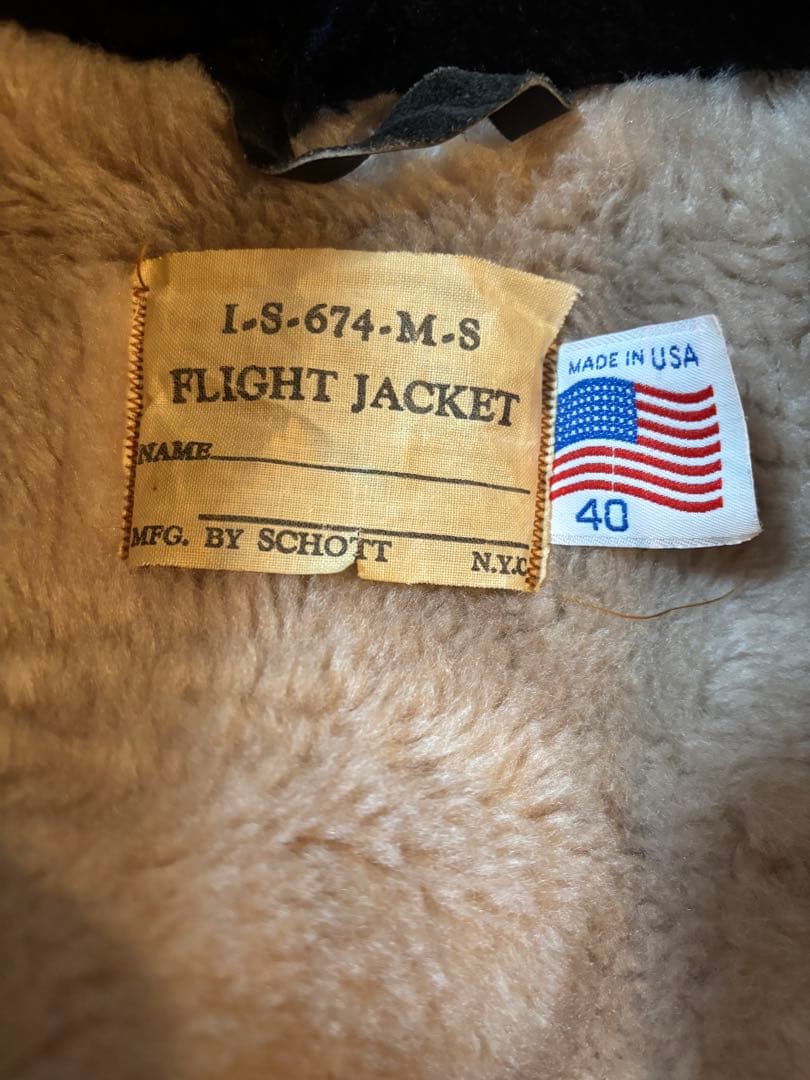 I-S-674-M-S
FLIGHT JACKET
NAME
MFG. BY SCHOTT N.Y.C
MADE IN USA
40